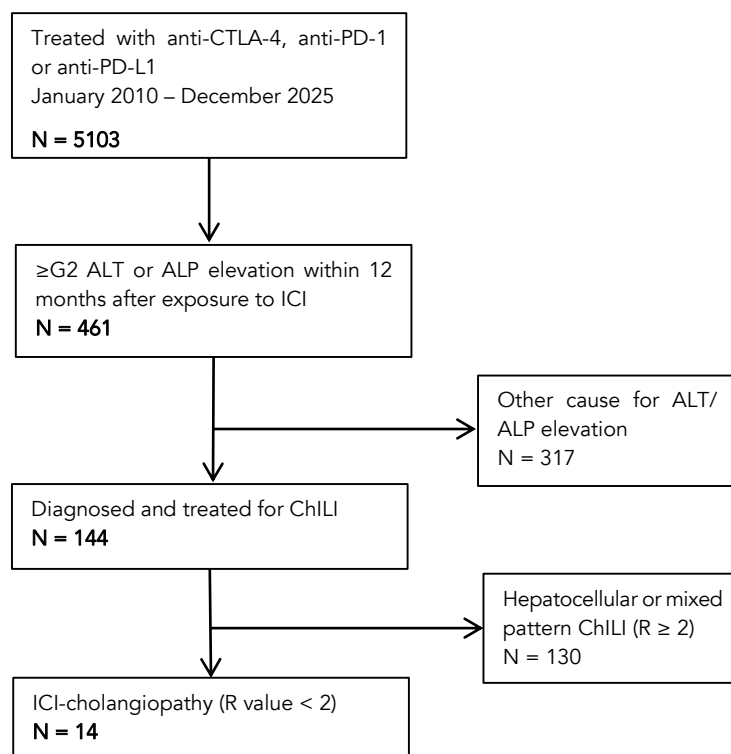 Treated with anti-CTLA-4, anti-PD-1
or anti-PD-L1
January 2010 – December 2025
N = 5103
≥G2 ALT or ALP elevation within 12
months after exposure to ICI
N = 461
Other cause for ALT/
ALP elevation
N = 317
Diagnosed and treated for ChILI
N = 144
Hepatocellular or mixed
pattern ChILI (R ≥ 2)
N = 130
ICI-cholangiopathy (R value < 2)
N = 14